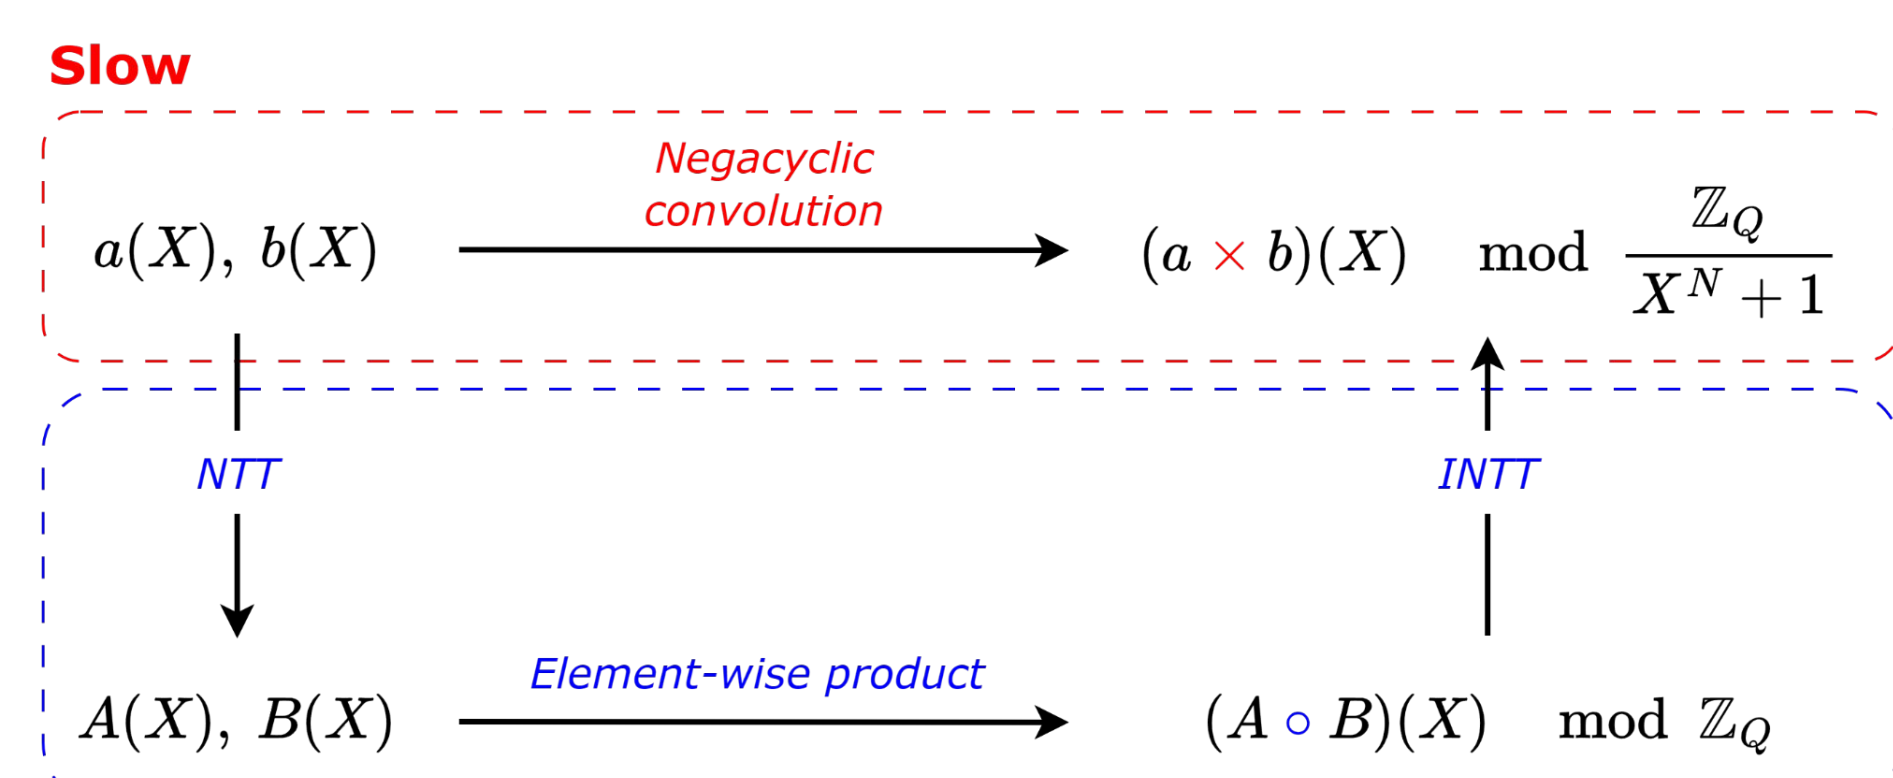 Slow
Negacyclic
convolution
a(X), b(X)
(a × b)(X) mod ℤ_Q / (X^N + 1)
NTT
INTT
Element-wise product
A(X), B(X)
(A ∘ B)(X) mod ℤ_Q